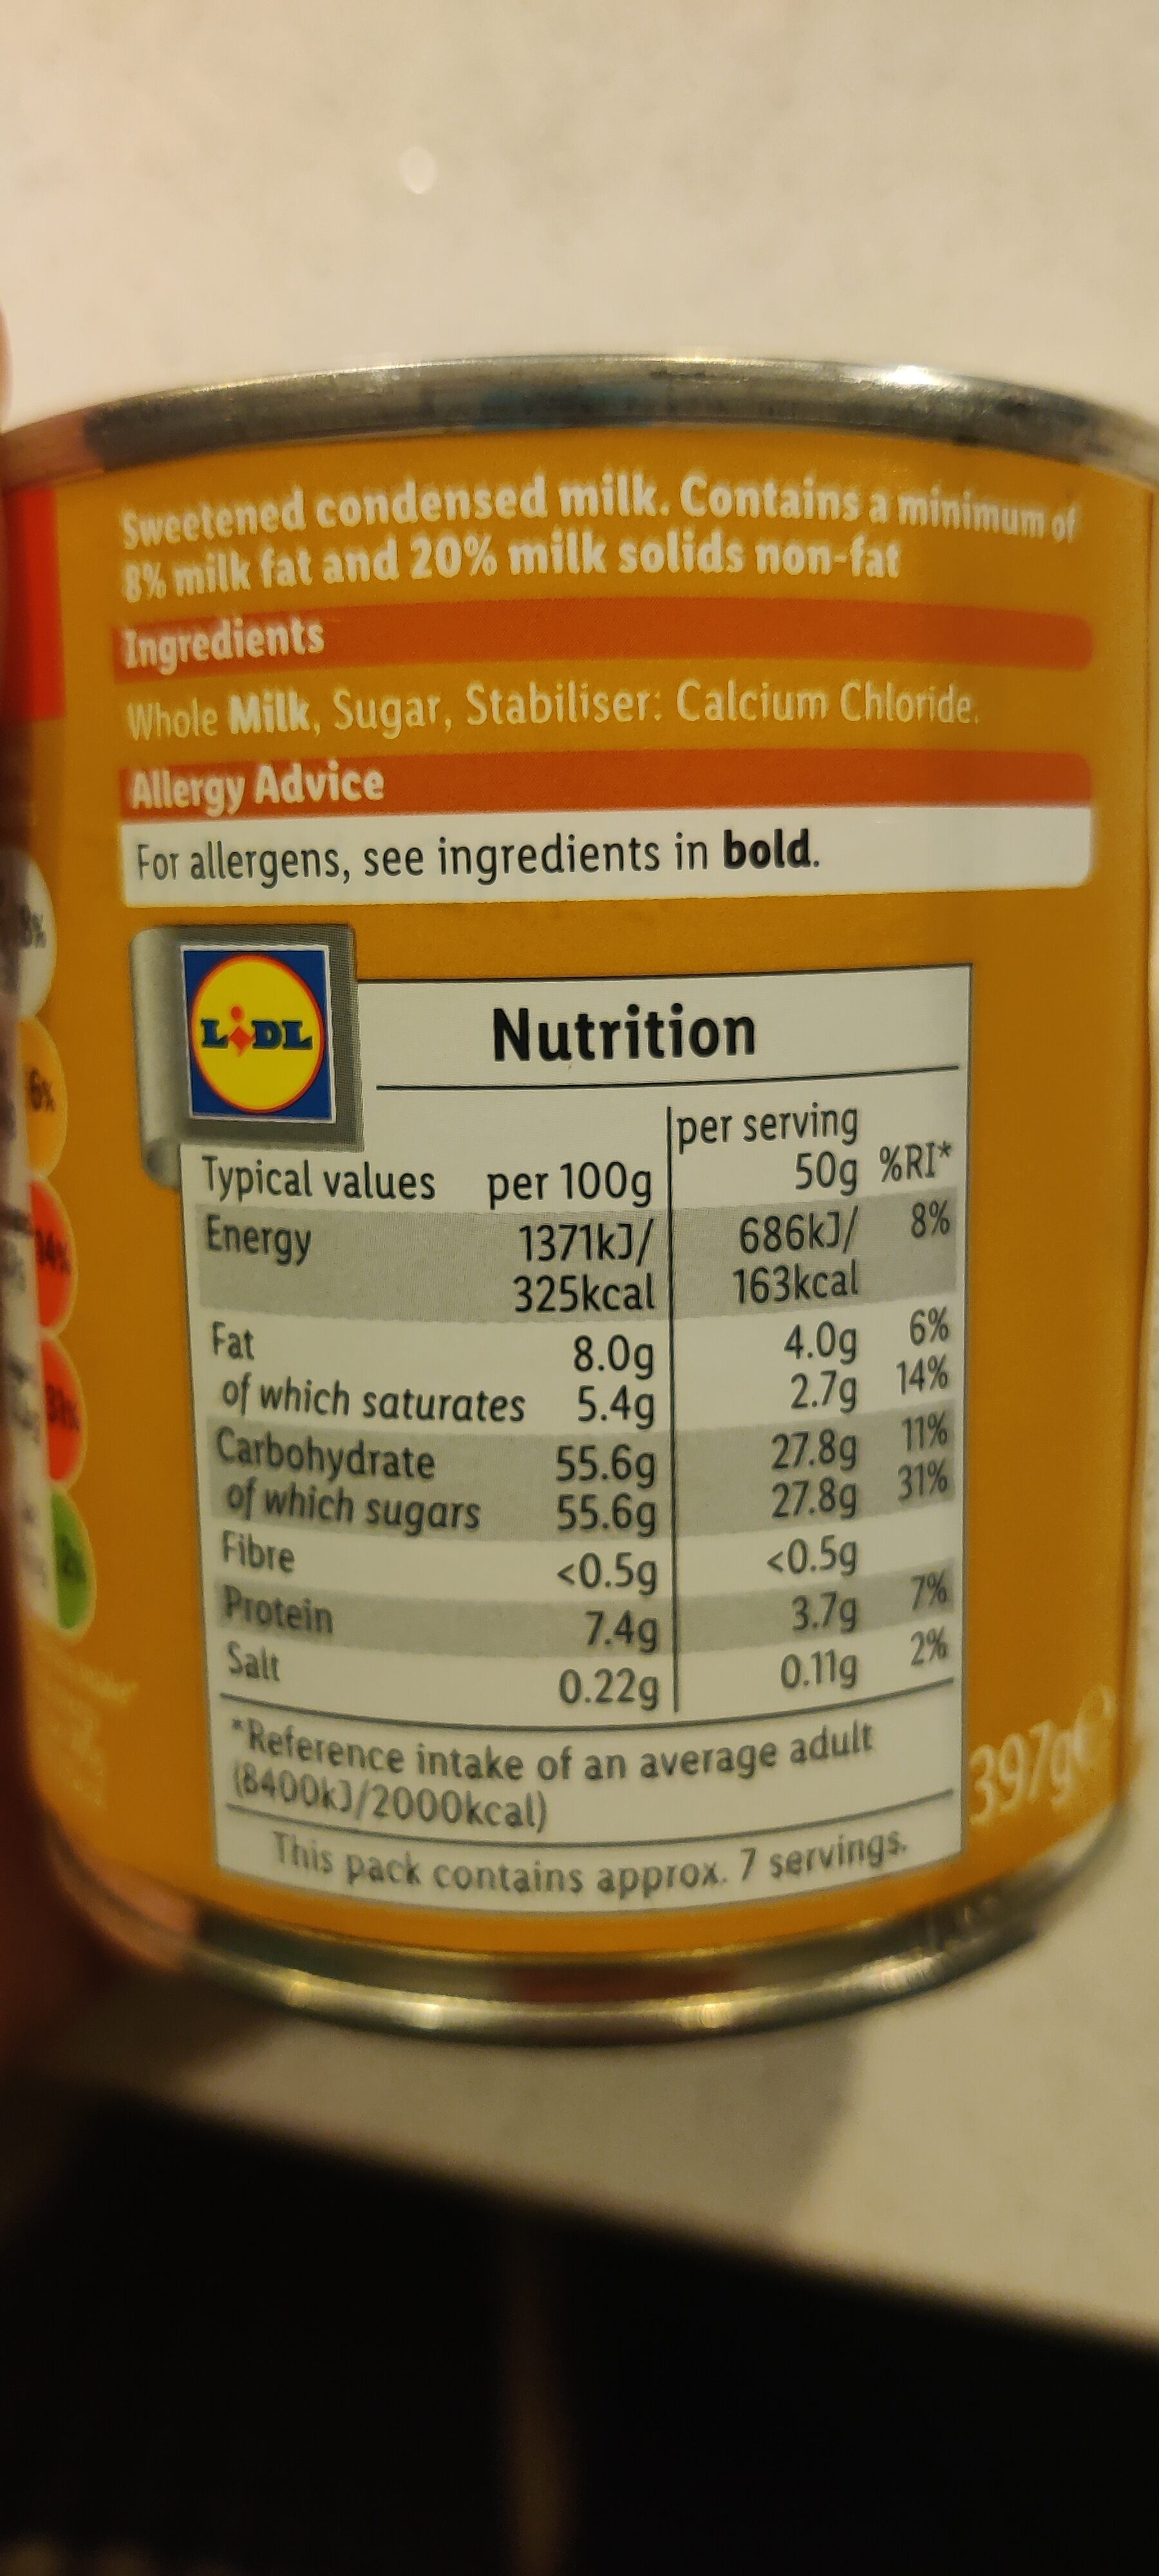 Sweetened condensed milk. Contains a minimum of
8% milk fat and 20% milk solids non-fat
Ingredients
Whole Milk, Sugar, Stabiliser: Calcium Chloride.
Allergy Advice
For allergens, see ingredients in bold.
LiDL
Nutrition
per serving
Typical values per 100g 50g %RI*
Energy 1371kJ/ 686kJ/ 8%
325kcal 163kcal
Fat 8.0g 4.0g 6%
of which saturates 5.4g 2.7g 14%
Carbohydrate 55.6g 27.8g 11%
of which sugars 55.6g 27.8g 31%
Fibre <0.5g <0.5g
Protein 7.4g 3.7g 7%
Salt 0.22g 0.11g 2%
*Reference intake of an average adult
(8400kJ/2000kcal)
This pack contains approx. 7 servings.
397g℮
8%
6%
14%
31%
2%